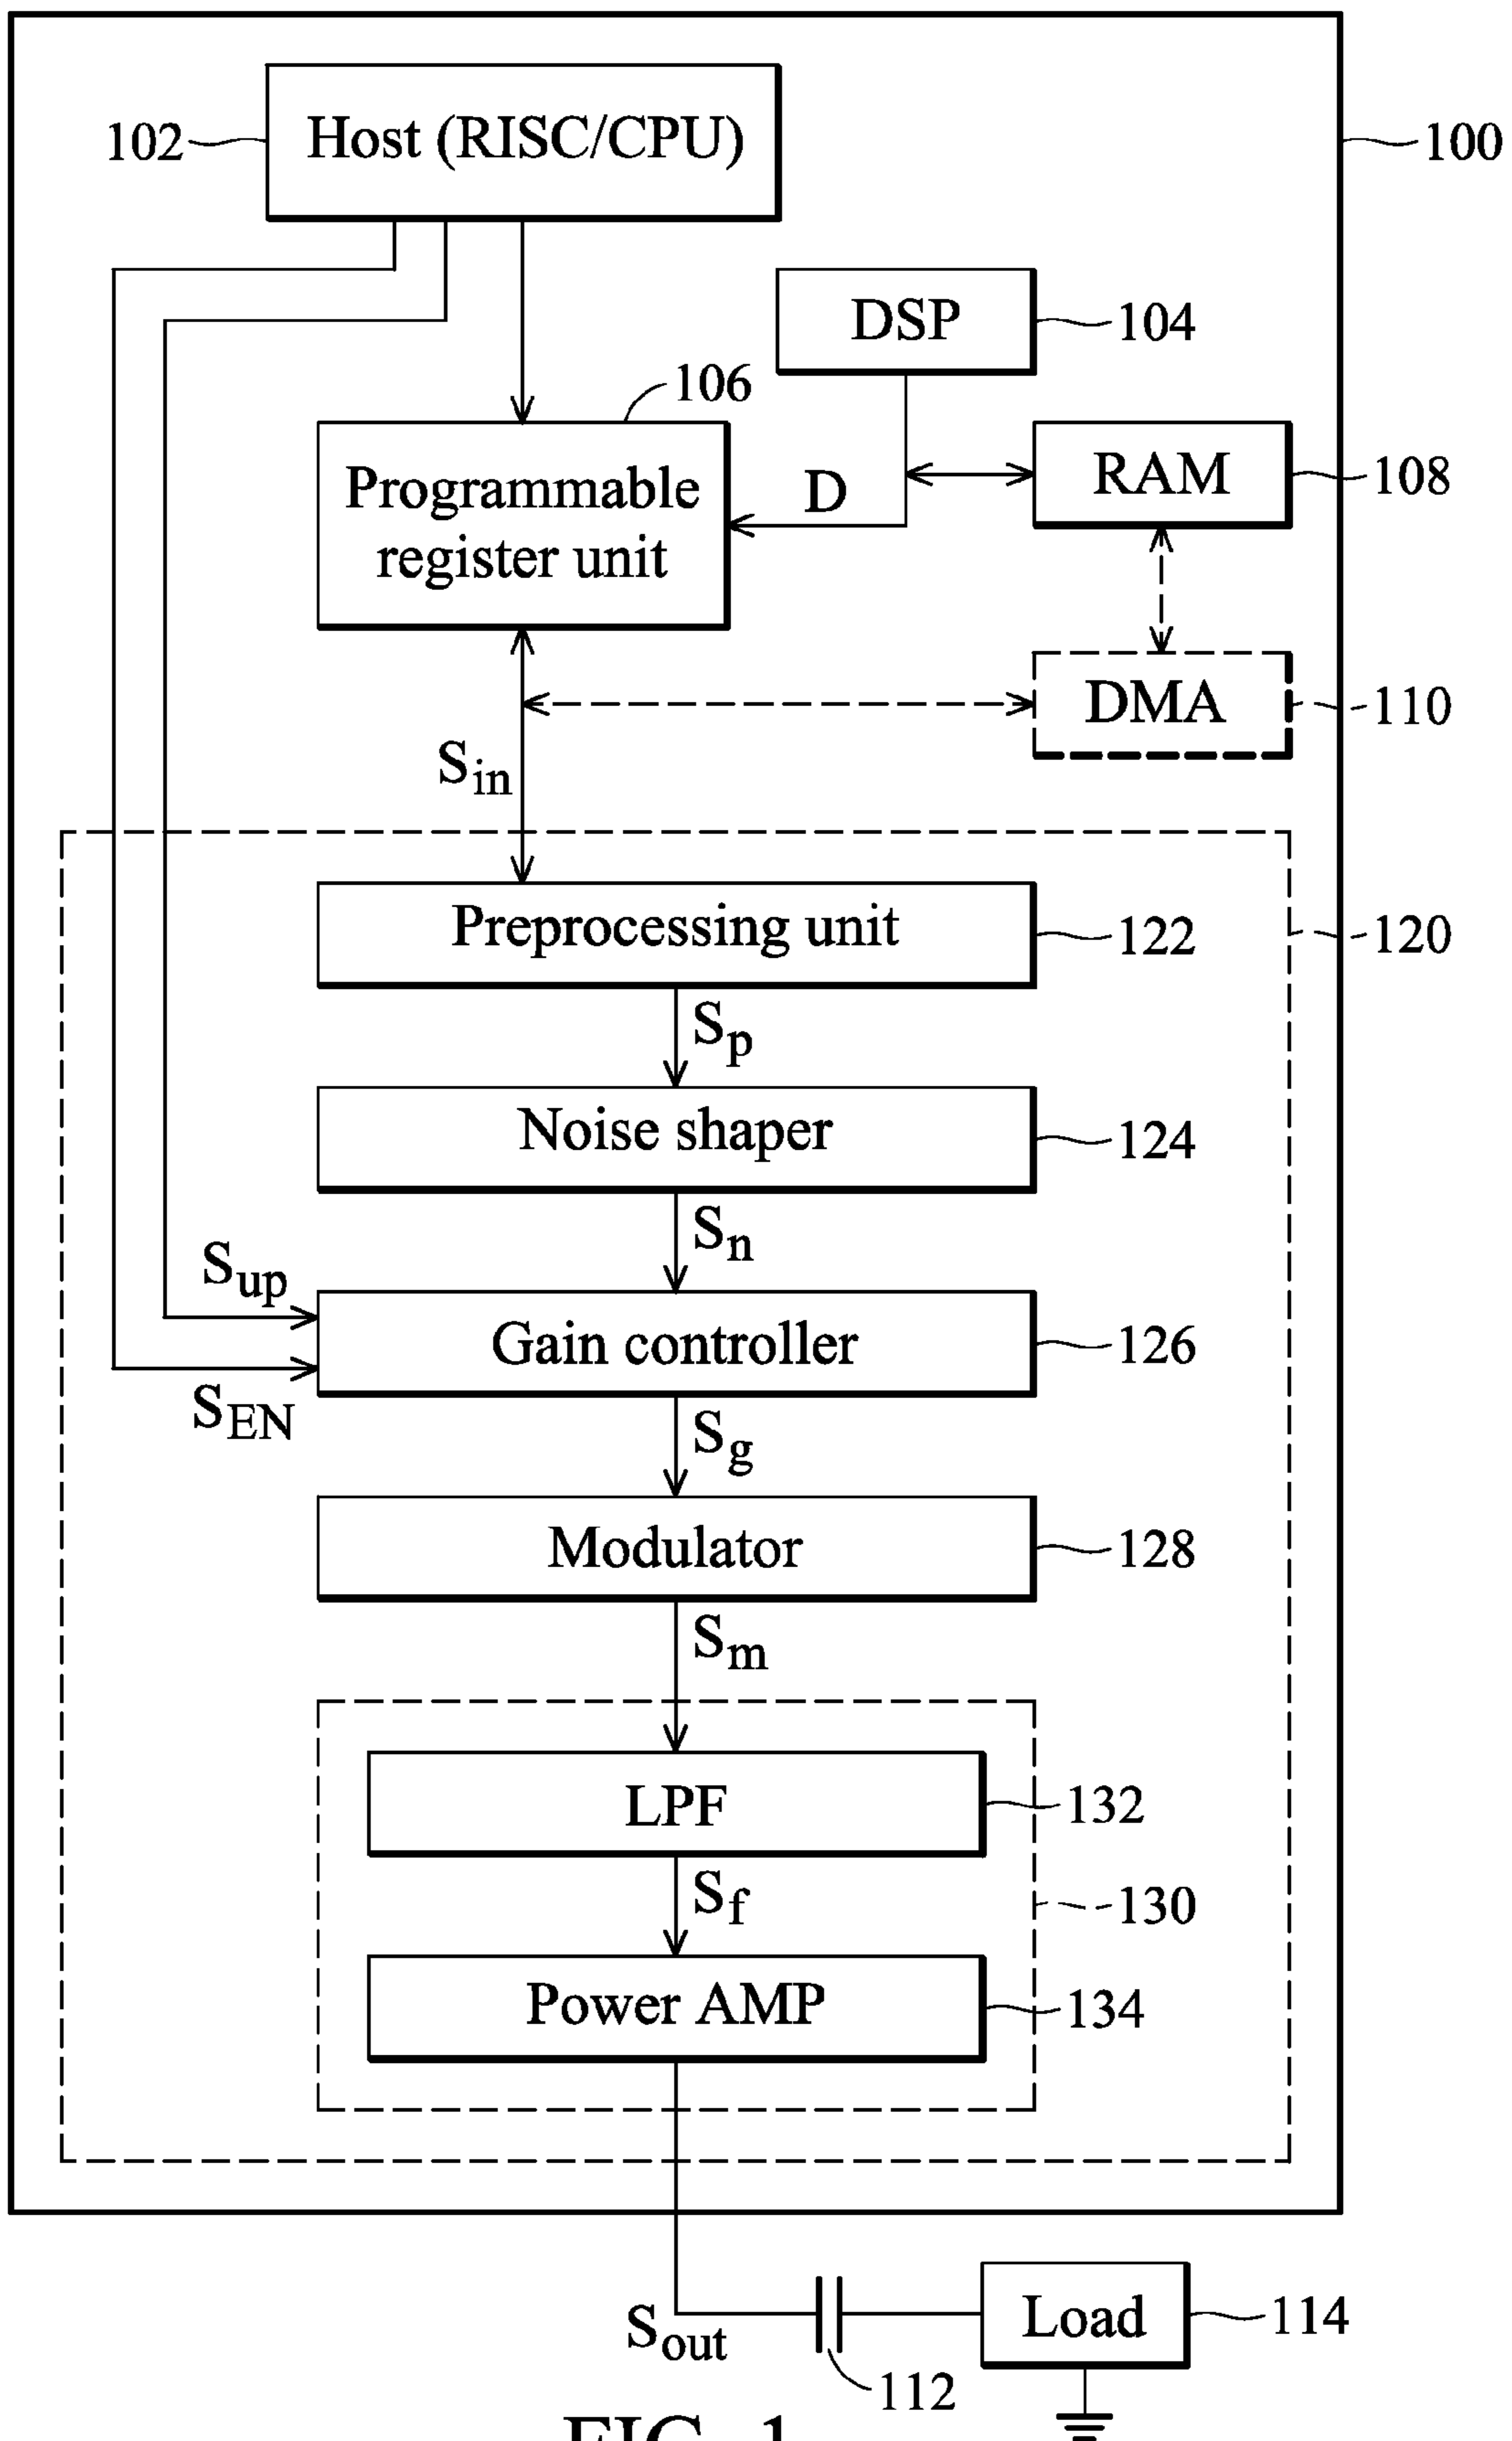 102
Host (RISC/CPU)
100
DSP
104
106
Programmable
register unit
D
RAM
108
DMA
110
Sin
120
Preprocessing unit
122
Sp
Noise shaper
124
Sn
Sup
Gain controller
126
SEN
Sg
Modulator
128
Sm
LPF
132
Sf
130
Power AMP
134
Sout
Load
114
112
FIG. 1